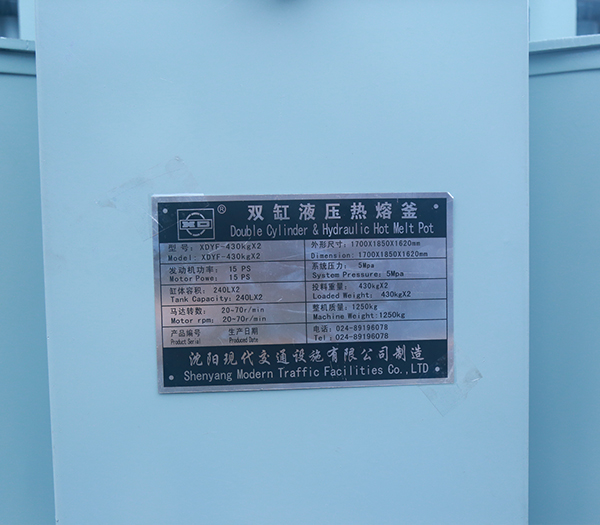 XD ®
双缸液压热熔釜
Double Cylinder & Hydraulic Hot Melt Pot
型 号: XDYF-430kgX2
Model: XDYF-430kgX2
外形尺寸: 1700X1850X1620mm
Dimension: 1700X1850X1620mm
发动机功率: 15 PS
Motor Powe: 15 PS
系统压力: 5Mpa
System Pressure: 5Mpa
缸体容积: 240LX2
Tank Capacity: 240LX2
投料重量: 430kgX2
Loaded Weight: 430kgX2
马达转数: 20-70r/min
Motor rpm: 20-70r/min
整机质量: 1250kg
Machine Weight:1250kg
产品编号 生产日期
Product Serial Produced Date
电话: 024-89196078
Tel: 024-89196078
沈阳现代交通设施有限公司制造
Shenyang Modern Traffic Facilities Co.,LTD